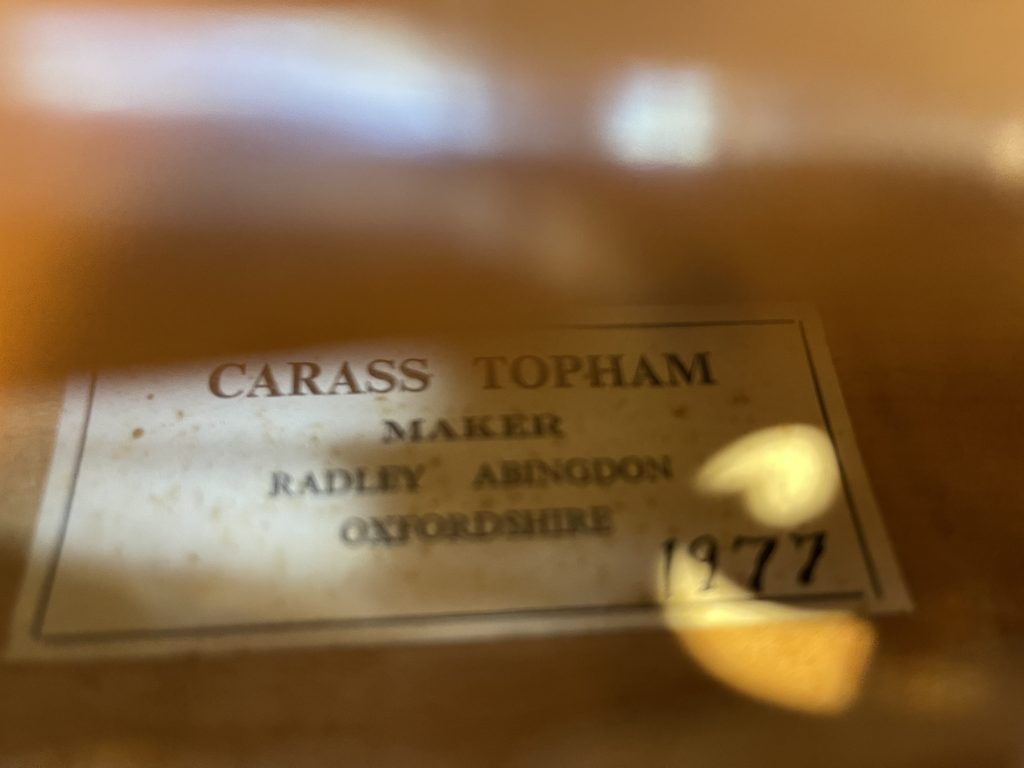 CARASS TOPHAM
MAKER
RADLEY ABINGDON
OXFORDSHIRE
1977